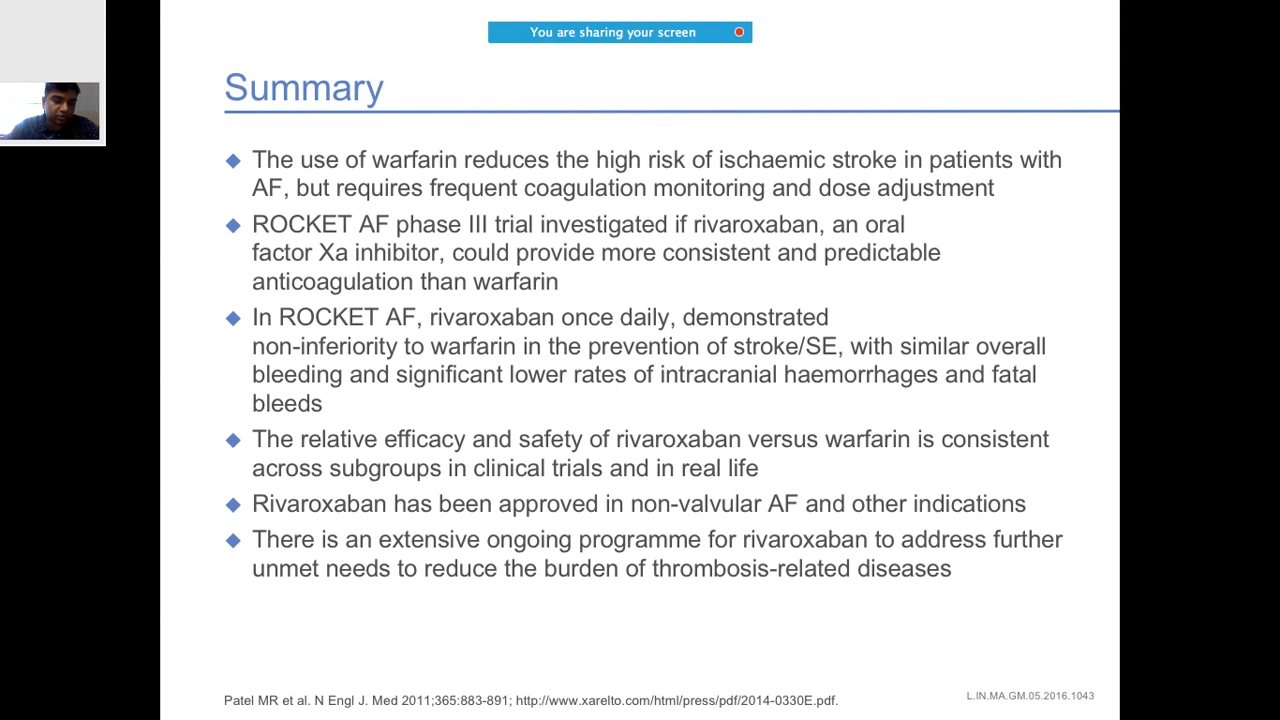 You are sharing your screen
Summary
The use of warfarin reduces the high risk of ischaemic stroke in patients with
AF, but requires frequent coagulation monitoring and dose adjustment
ROCKET AF phase III trial investigated if rivaroxaban, an oral
factor Xa inhibitor, could provide more consistent and predictable
anticoagulation than warfarin
In ROCKET AF, rivaroxaban once daily, demonstrated
non-inferiority to warfarin in the prevention of stroke/SE, with similar overall
bleeding and significant lower rates of intracranial haemorrhages and fatal
bleeds
The relative efficacy and safety of rivaroxaban versus warfarin is consistent
across subgroups in clinical trials and in real life
Rivaroxaban has been approved in non-valvular AF and other indications
There is an extensive ongoing programme for rivaroxaban to address further
unmet needs to reduce the burden of thrombosis-related diseases
Patel MR et al. N Engl J. Med 2011;365:883-891; http://www.xarelto.com/html/press/pdf/2014-0330E.pdf.
L.IN.MA.GM.05.2016.1043